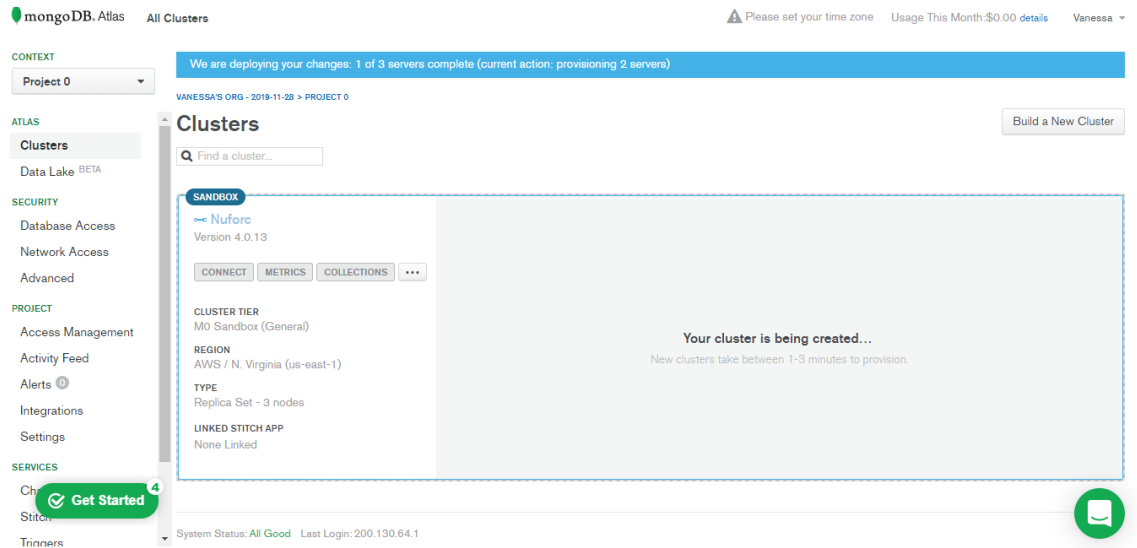 mongoDB. Atlas All Clusters Please set your time zone Usage This Month:$0.00 details Vanessa
CONTEXT
Project 0
We are deploying your changes: 1 of 3 servers complete (current action: provisioning 2 servers)
VANESSA'S ORG - 2019-11-28 > PROJECT 0
ATLAS
Clusters
Data Lake BETA
SECURITY
Database Access
Network Access
Advanced
PROJECT
Access Management
Activity Feed
Alerts 0
Integrations
Settings
SERVICES
Get Started 4
Stitch
Triggers
Clusters
Build a New Cluster
Find a cluster...
SANDBOX
Nuforc
Version 4.0.13
CONNECT METRICS COLLECTIONS ...
CLUSTER TIER
M0 Sandbox (General)
REGION
AWS / N. Virginia (us-east-1)
TYPE
Replica Set - 3 nodes
LINKED STITCH APP
None Linked
Your cluster is being created...
New clusters take between 1-3 minutes to provision.
System Status: All Good Last Login: 200.130.64.1